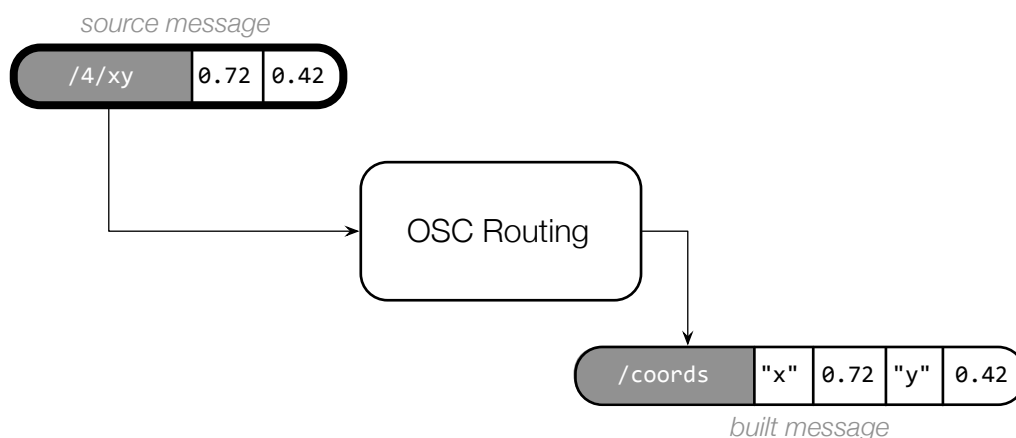 source message
/4/xy 0.72 0.42
OSC Routing
/coords "x" 0.72 "y" 0.42
built message